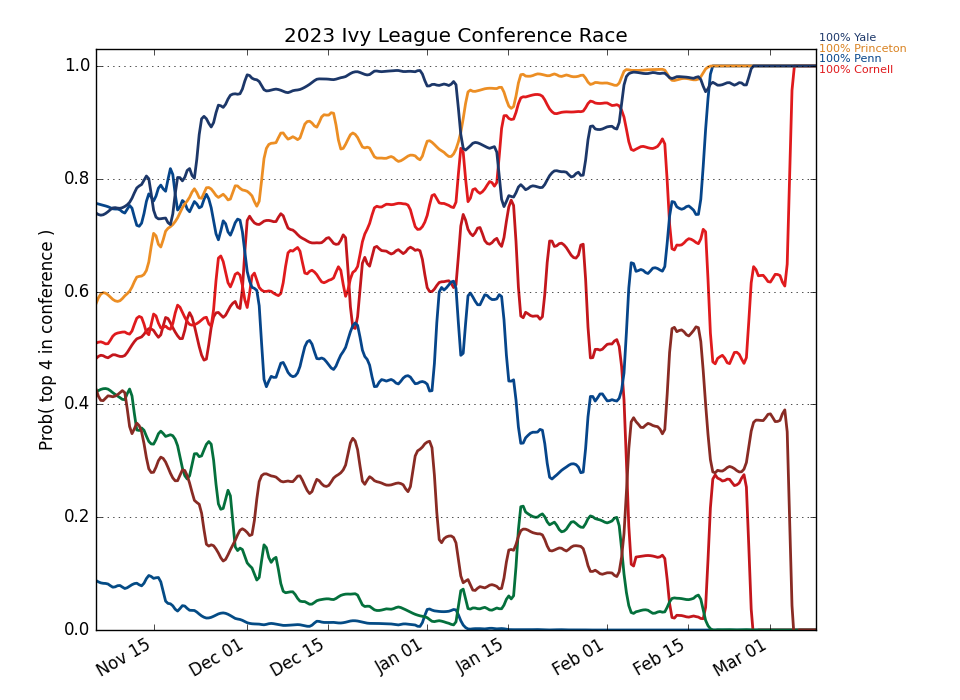 2023 Ivy League Conference Race
100% Yale
100% Princeton
100% Penn
100% Cornell
Prob( top 4 in conference )
1.0
0.8
0.6
0.4
0.2
0.0
Nov 15
Dec 01
Dec 15
Jan 01
Jan 15
Feb 01
Feb 15
Mar 01